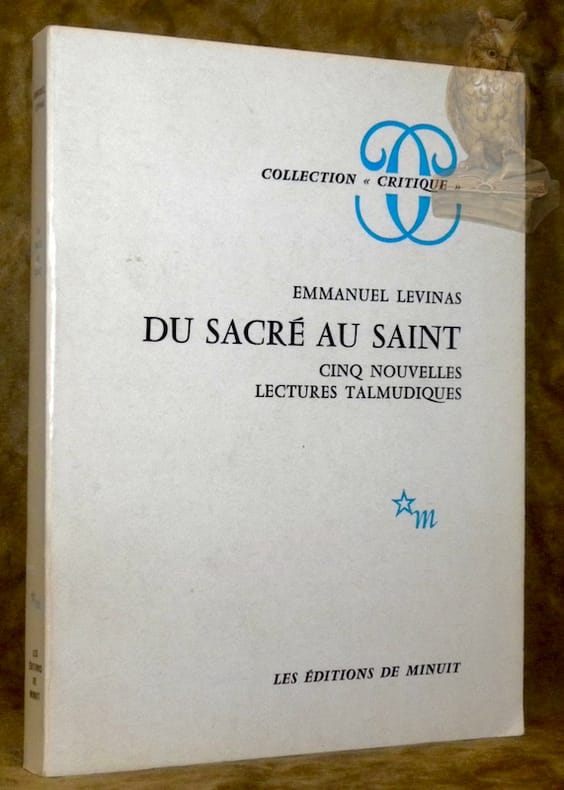 COLLECTION « CRITIQUE »
EMMANUEL LEVINAS
DU SACRÉ AU SAINT
CINQ NOUVELLES
LECTURES TALMUDIQUES
m
LES ÉDITIONS DE MINUIT
LES
ÉDITIONS
DE
MINUIT